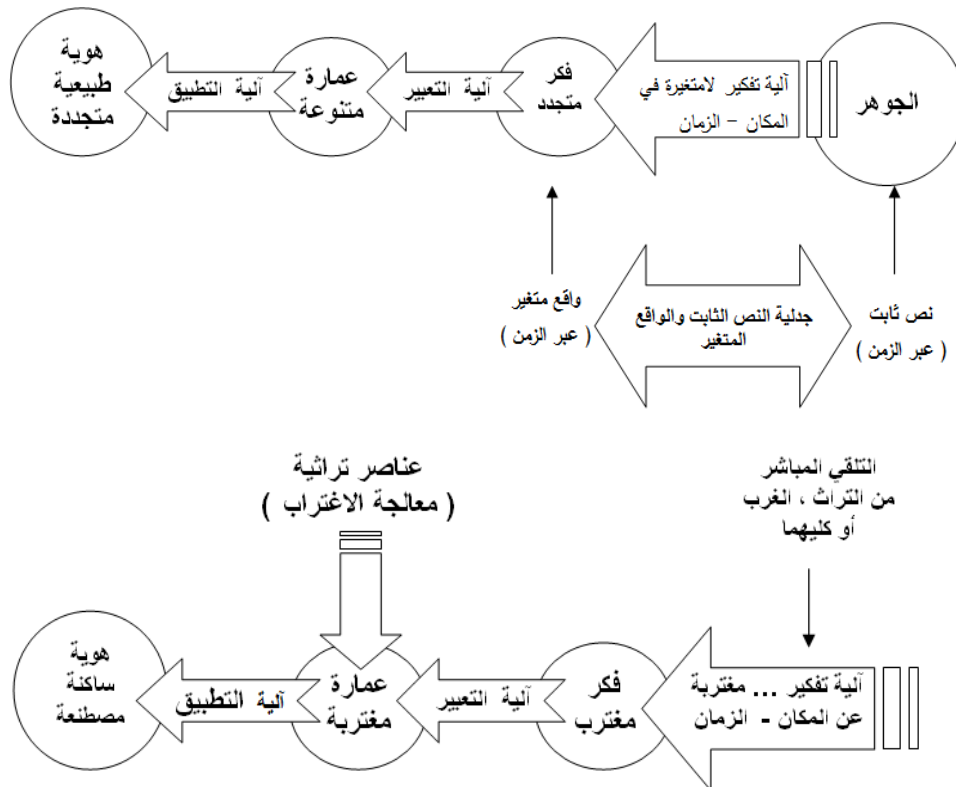 الجوهر
آلية تفكير لامتغيرة في
المكان - الزمان
فكر
متجدد
آلية التعبير
عمارة
متنوعة
آلية التطبيق
هوية
طبيعية
متجددة
نص ثابت
( عبر الزمن )
جدلية النص الثابت والواقع
المتغير
واقع متغير
( عبر الزمن )
التلقي المباشر
من التراث ، الغرب
أو كليهما
عناصر تراثية
( معالجة الاغتراب )
آلية تفكير ... مغتربة
عن المكان - الزمان
فكر
مغترب
آلية التعبير
عمارة
مغتربة
آلية التطبيق
هوية
ساكنة
مصطنعة